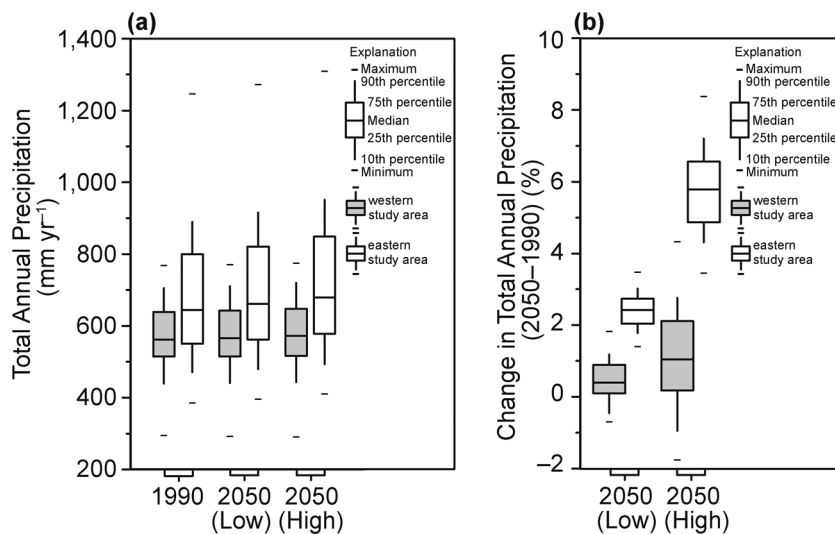 (a)
Total Annual Precipitation
(mm yr⁻¹)
1,400
1,200
1,000
800
600
400
200
Explanation
Maximum
90th percentile
75th percentile
Median
25th percentile
10th percentile
Minimum
western
study area
eastern
study area
1990
2050
(Low)
2050
(High)
(b)
Change in Total Annual Precipitation
(2050–1990) (%)
10
8
6
4
2
0
–2
Explanation
Maximum
90th percentile
75th percentile
Median
25th percentile
10th percentile
Minimum
western
study area
eastern
study area
2050
(Low)
2050
(High)